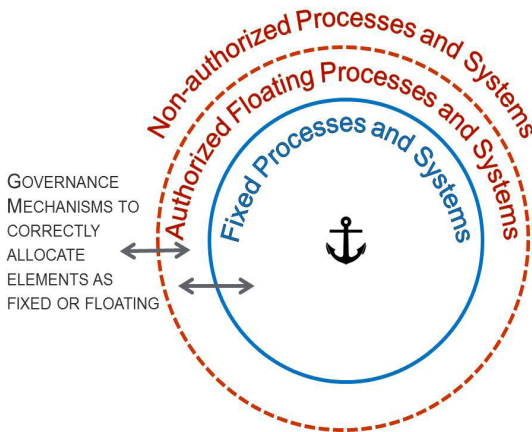 Non-authorized Processes and Systems
Authorized Floating Processes and Systems
Fixed Processes and Systems
GOVERNANCE
MECHANISMS TO
CORRECTLY
ALLOCATE
ELEMENTS AS
FIXED OR FLOATING